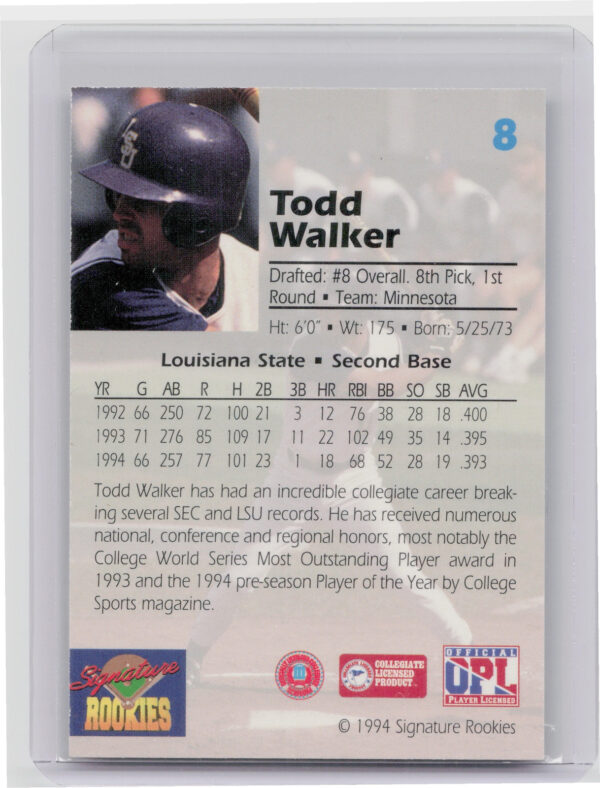 8
LSU
Todd
Walker
Drafted: #8 Overall. 8th Pick, 1st
Round ▪ Team: Minnesota
Ht: 6'0" ▪ Wt: 175 ▪ Born: 5/25/73
Louisiana State ▪ Second Base
YR G AB R H 2B 3B HR RBI BB SO SB AVG
1992 66 250 72 100 21 3 12 76 38 28 18 .400
1993 71 276 85 109 17 11 22 102 49 35 14 .395
1994 66 257 77 101 23 1 18 68 52 28 19 .393
Todd Walker has had an incredible collegiate career break-
ing several SEC and LSU records. He has received numerous
national, conference and regional honors, most notably the
College World Series Most Outstanding Player award in
1993 and the 1994 pre-season Player of the Year by College
Sports magazine.
Signature
ROOKIES
COLLEGIATE
LICENSED
PRODUCT
OFFICIAL
OPL
PLAYER LICENSED
© 1994 Signature Rookies